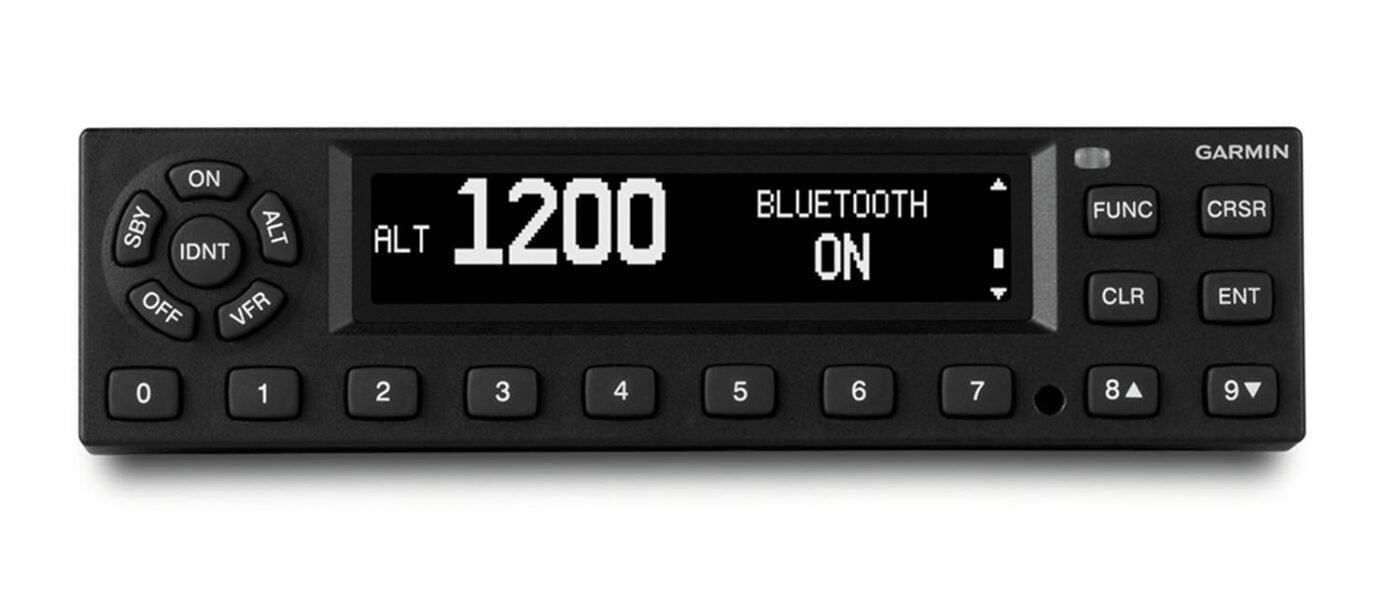 GARMIN
ON
SBY
ALT
IDNT
OFF
VFR
ALT 1200
BLUETOOTH
ON
FUNC CRSR
CLR ENT
0 1 2 3 4 5 6 7 8▲ 9▼